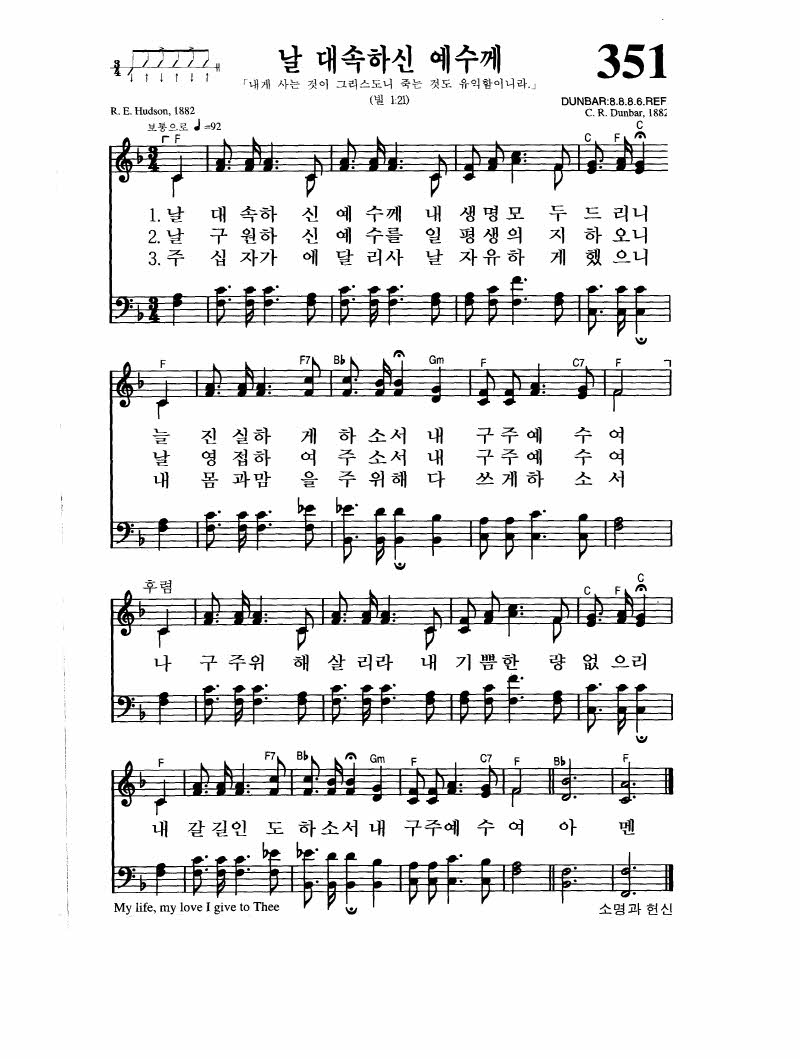 날 대속하신 예수께
351
「내게 사는 것이 그리스도니 죽는 것도 유익함이니라.」
(빌 1:21)
R. E. Hudson, 1882
DUNBAR:8.8.8.6.REF.
C. R. Dunbar, 1882
보통으로 ♩=92
F C F C
1. 날 대 속하 신 예 수께 내 생명모 두 드 리니
2. 날 구 원하 신 예 수를 일 평생의 지 하 오니
3. 주 십 자가 에 달 리사 날 자유하 게 했 으니
F F7 B♭ Gm F C7 F
늘 진 실하 게 하 소서 내 구주예 수 여
날 영 접하 여 주 소서 내 구주예 수 여
내 몸 과맘 을 주 위해 다 쓰게하 소 서
후렴
C F C
나 구 주위 해 살 리라 내 기 쁨한 량 없 으리
F F7 B♭ Gm F C7 F B♭ F
내 갈 길인 도 하 소서 내 구주예 수 여 아 멘
My life, my love I give to Thee
소명과 헌신